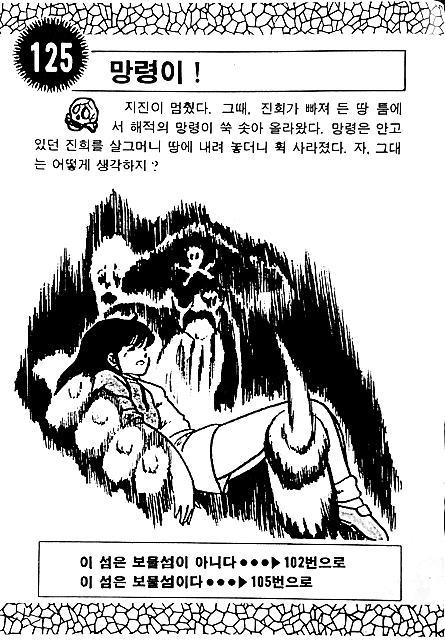 125
망령이 !
지진이 멈췄다. 그때, 진희가 빠져 든 땅 틈에
서 해적의 망령이 쑥 솟아 올라왔다. 망령은 안고
있던 진희를 살그머니 땅에 내려 놓더니 휙 사라졌다. 자, 그대
는 어떻게 생각하지 ?
이 섬은 보물섬이 아니다●●●▶102번으로
이 섬은 보물섬이다●●●▶105번으로